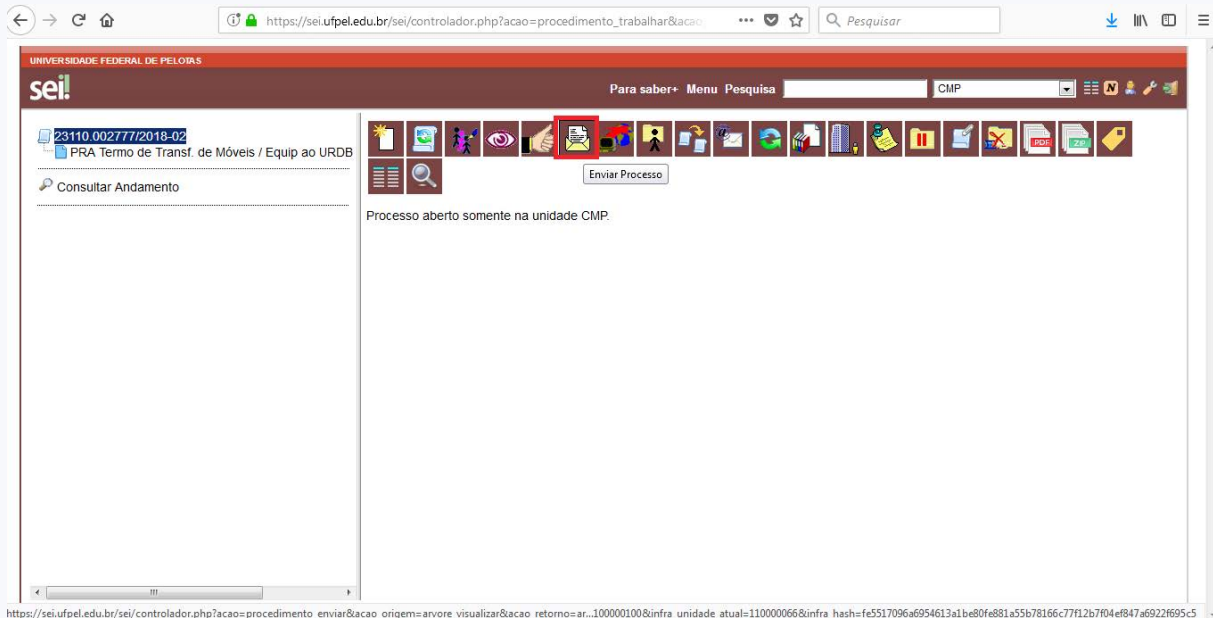 https://sei.ufpel.edu.br/sei/controlador.php?acao=procedimento_trabalhar&acao
Pesquisar
UNIVERSIDADE FEDERAL DE PELOTAS
sei!
Para saber+ Menu Pesquisa
CMP
N
23110.002777/2018-02
PRA Termo de Transf. de Móveis / Equip ao URDB
Consultar Andamento
PDF
ZIP
Enviar Processo
Processo aberto somente na unidade CMP.
https://sei.ufpel.edu.br/sei/controlador.php?acao=procedimento_enviar&acao_origem=arvore_visualizar&acao_retorno=ar...100000100&infra_unidade_atual=110000066&infra_hash=fe5517096a6954613a1be80fe881a55b78166c77f12b7f04ef847a6922f695c5